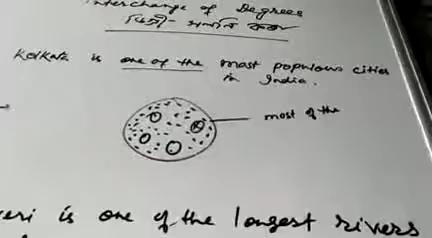 Interchange of Degrees
Kolkata is one of the most populous cities
in India.
most of the
is one of the longest rivers